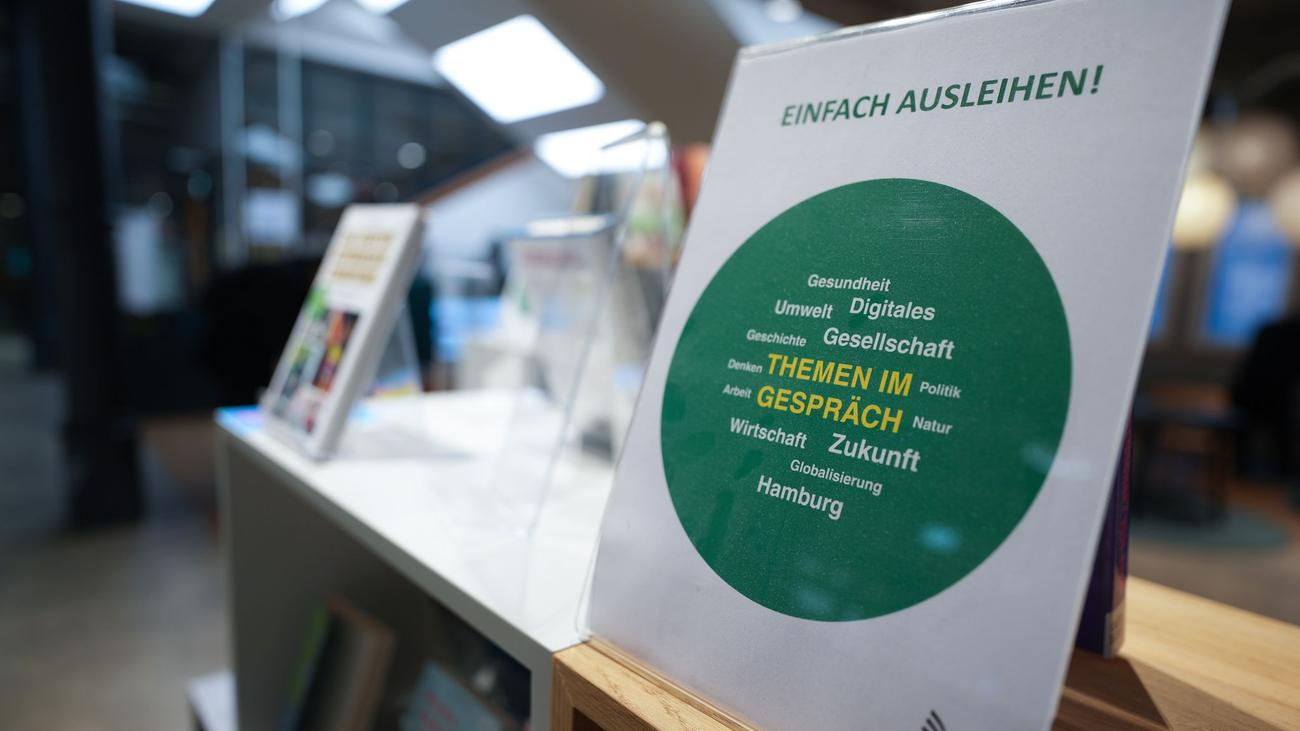 EINFACH AUSLEIHEN!
Gesundheit
Umwelt Digitales
Geschichte Gesellschaft
Denken THEMEN IM Politik
Arbeit GESPRÄCH Natur
Wirtschaft Zukunft
Globalisierung
Hamburg